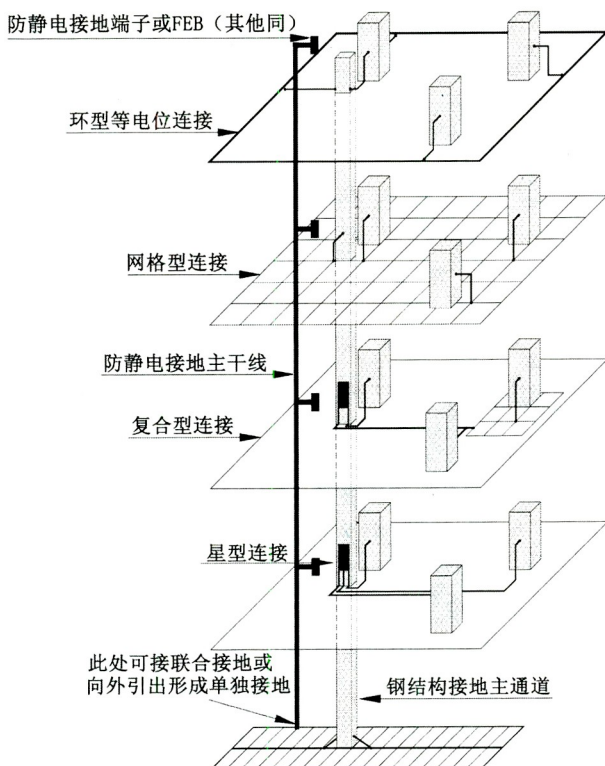 防静电接地端子或FEB（其他同）
环型等电位连接
网格型连接
防静电接地主干线
复合型连接
星型连接
此处可接联合接地或
向外引出形成单独接地
钢结构接地主通道